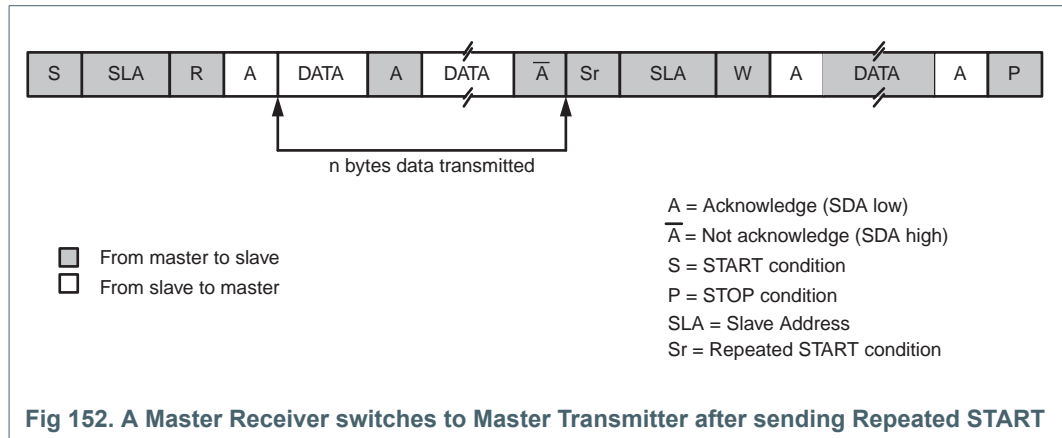 S SLA R A DATA A DATA A̅ Sr SLA W A DATA A P
n bytes data transmitted
From master to slave
From slave to master
A = Acknowledge (SDA low)
A̅ = Not acknowledge (SDA high)
S = START condition
P = STOP condition
SLA = Slave Address
Sr = Repeated START condition
Fig 152. A Master Receiver switches to Master Transmitter after sending Repeated START